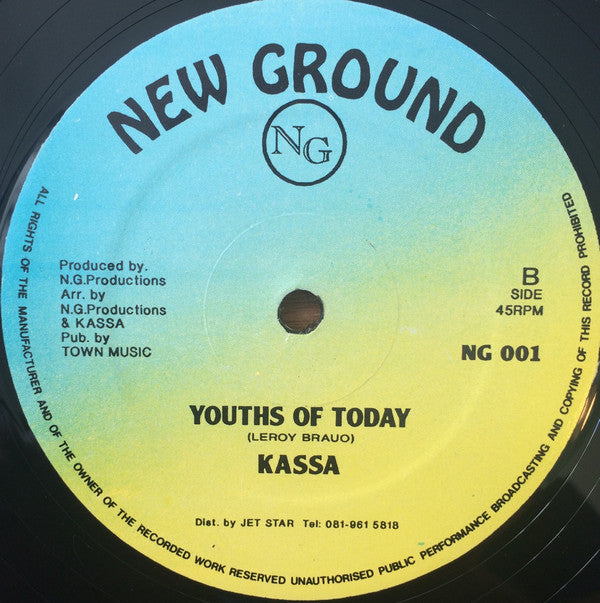 NEW GROUND
NG
Produced by.
N.G.Productions
Arr. by
N.G.Productions
& KASSA
Pub. by
TOWN MUSIC
B
SIDE
45RPM
NG 001
YOUTHS OF TODAY
(LEROY BRAUO)
KASSA
Dist. by JET STAR Tel: 081-961 5818
ALL RIGHTS OF THE MANUFACTURER AND OF THE OWNER OF THE RECORDED WORK RESERVED UNAUTHORISED PUBLIC PERFORMANCE BROADCASTING AND COPYING OF THIS RECORD PROHIBITED